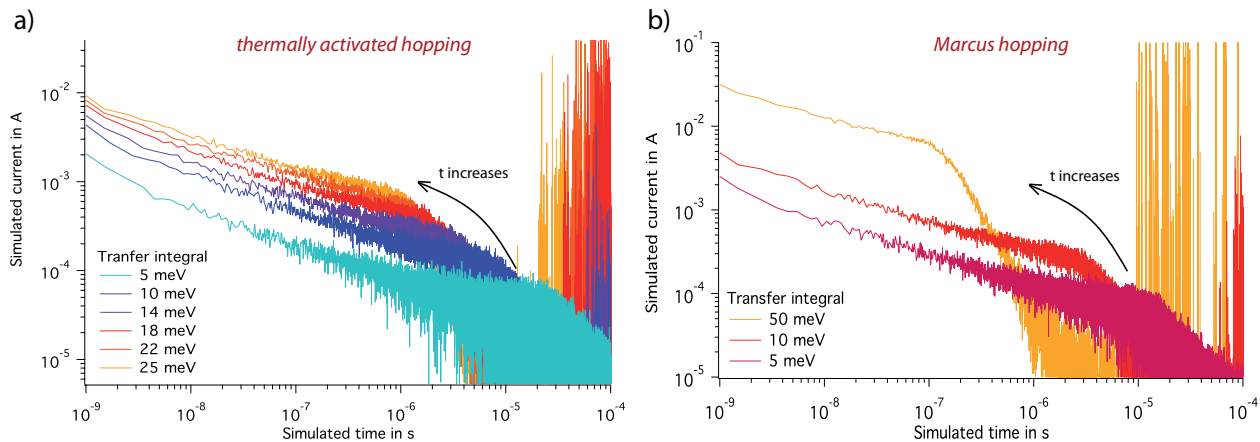 a)
thermally activated hopping
Simulated current in A
10⁻²
10⁻³
10⁻⁴
10⁻⁵
t increases
Tranfer integral
5 meV
10 meV
14 meV
18 meV
22 meV
25 meV
10⁻⁹ 10⁻⁸ 10⁻⁷ 10⁻⁶ 10⁻⁵ 10⁻⁴
Simulated time in s
b)
Marcus hopping
Simulated current in A
10⁻¹
10⁻²
10⁻³
10⁻⁴
10⁻⁵
t increases
Transfer integral
50 meV
10 meV
5 meV
10⁻⁹ 10⁻⁸ 10⁻⁷ 10⁻⁶ 10⁻⁵ 10⁻⁴
Simulated time in s